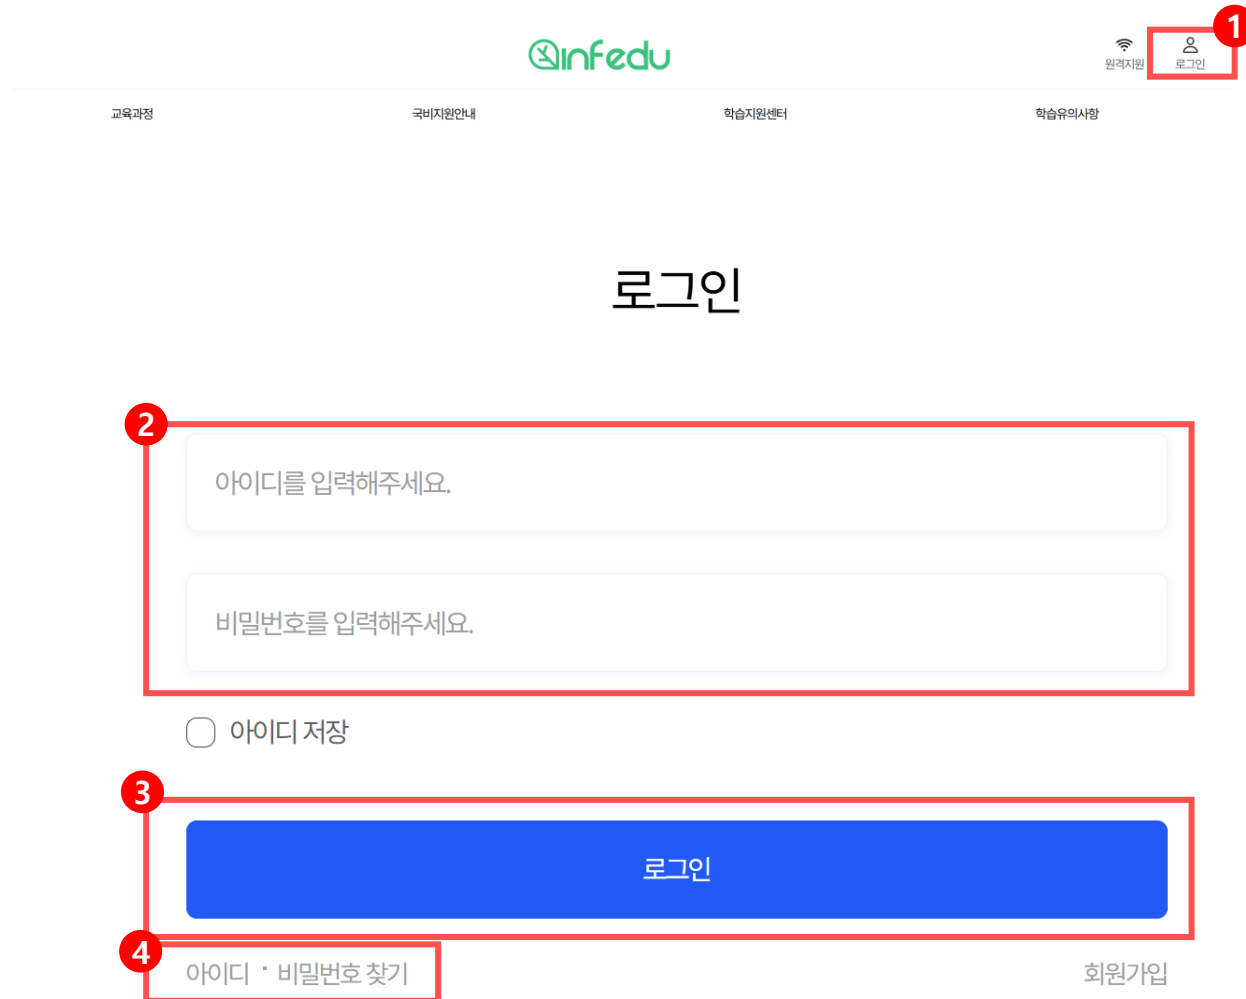 infedu
1
원격지원 로그인
교육과정 국비지원안내 학습지원센터 학습유의사항
로그인
2
아이디를 입력해주세요.
비밀번호를 입력해주세요.
아이디 저장
3
로그인
4
아이디 · 비밀번호 찾기 회원가입